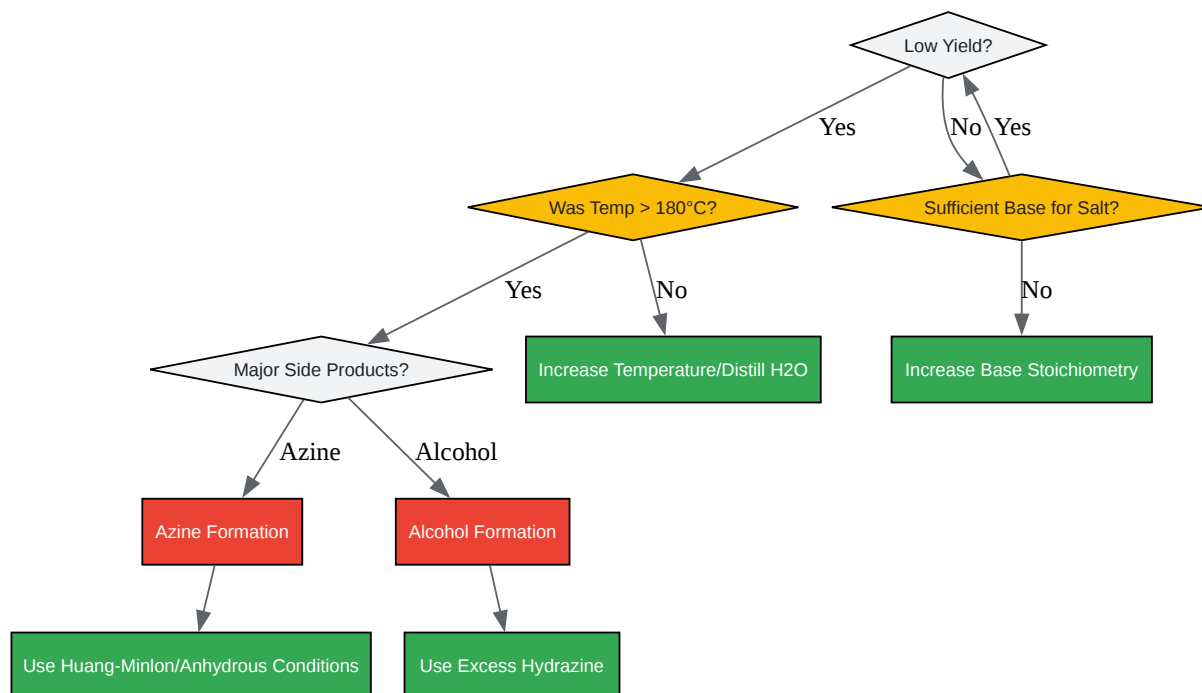 Low Yield?
Yes
No
Yes
Was Temp > 180°C?
Sufficient Base for Salt?
Yes
No
No
Major Side Products?
Increase Temperature/Distill H2O
Increase Base Stoichiometry
Azine
Alcohol
Azine Formation
Alcohol Formation
Use Huang-Minlon/Anhydrous Conditions
Use Excess Hydrazine